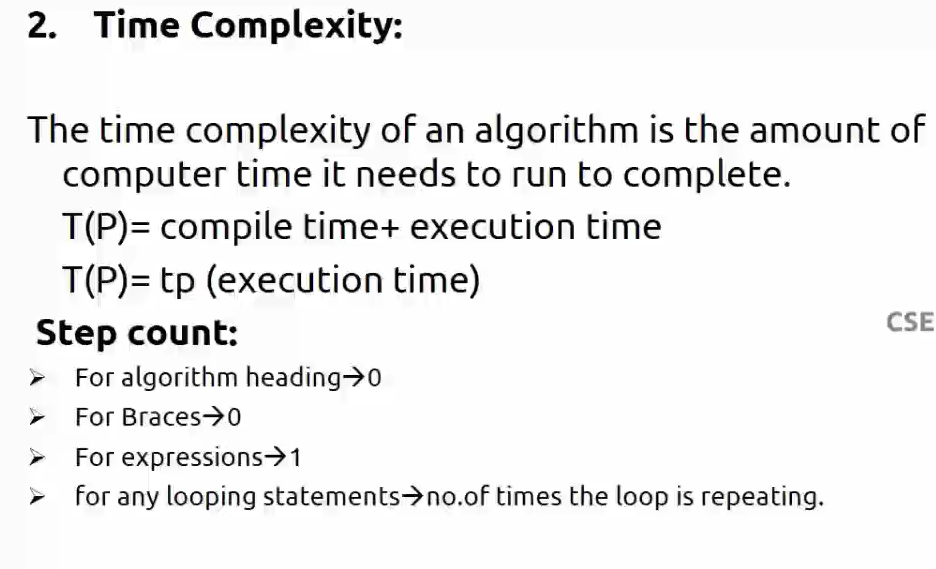 2. Time Complexity:
The time complexity of an algorithm is the amount of
computer time it needs to run to complete.
T(P)= compile time+ execution time
T(P)= tp (execution time)
Step count:
CSE
➢ For algorithm heading→0
➢ For Braces→0
➢ For expressions→1
➢ for any looping statements→no.of times the loop is repeating.